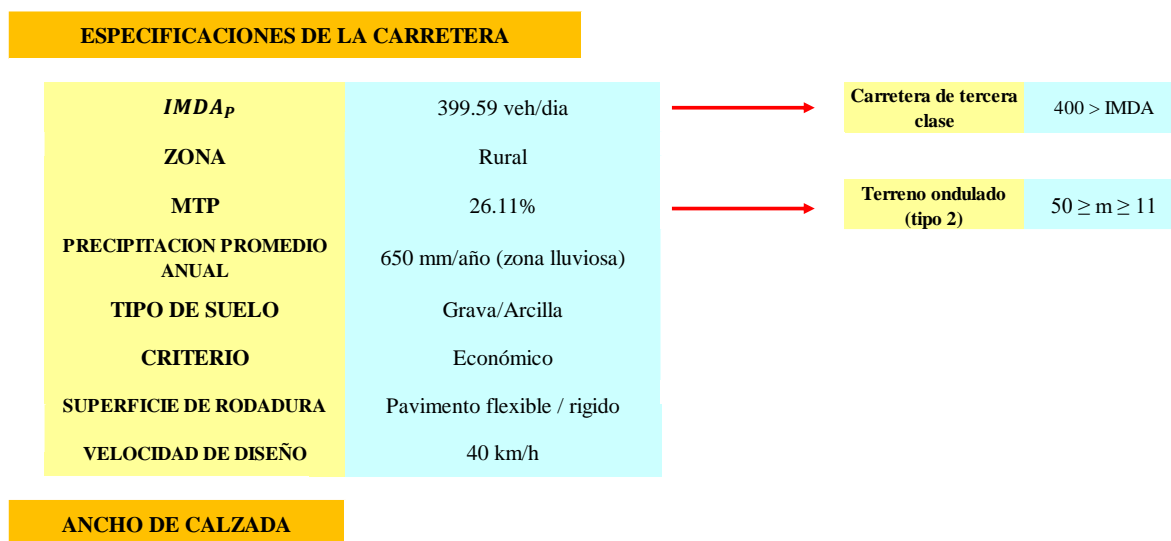 ESPECIFICACIONES DE LA CARRETERA
IMDA_P 399.59 veh/dia
Carretera de tercera
clase
400 > IMDA
ZONA Rural
MTP 26.11%
Terreno ondulado
(tipo 2)
50 ≥ m ≥ 11
PRECIPITACION PROMEDIO
ANUAL
650 mm/año (zona lluviosa)
TIPO DE SUELO Grava/Arcilla
CRITERIO Económico
SUPERFICIE DE RODADURA Pavimento flexible / rigido
VELOCIDAD DE DISEÑO 40 km/h
ANCHO DE CALZADA